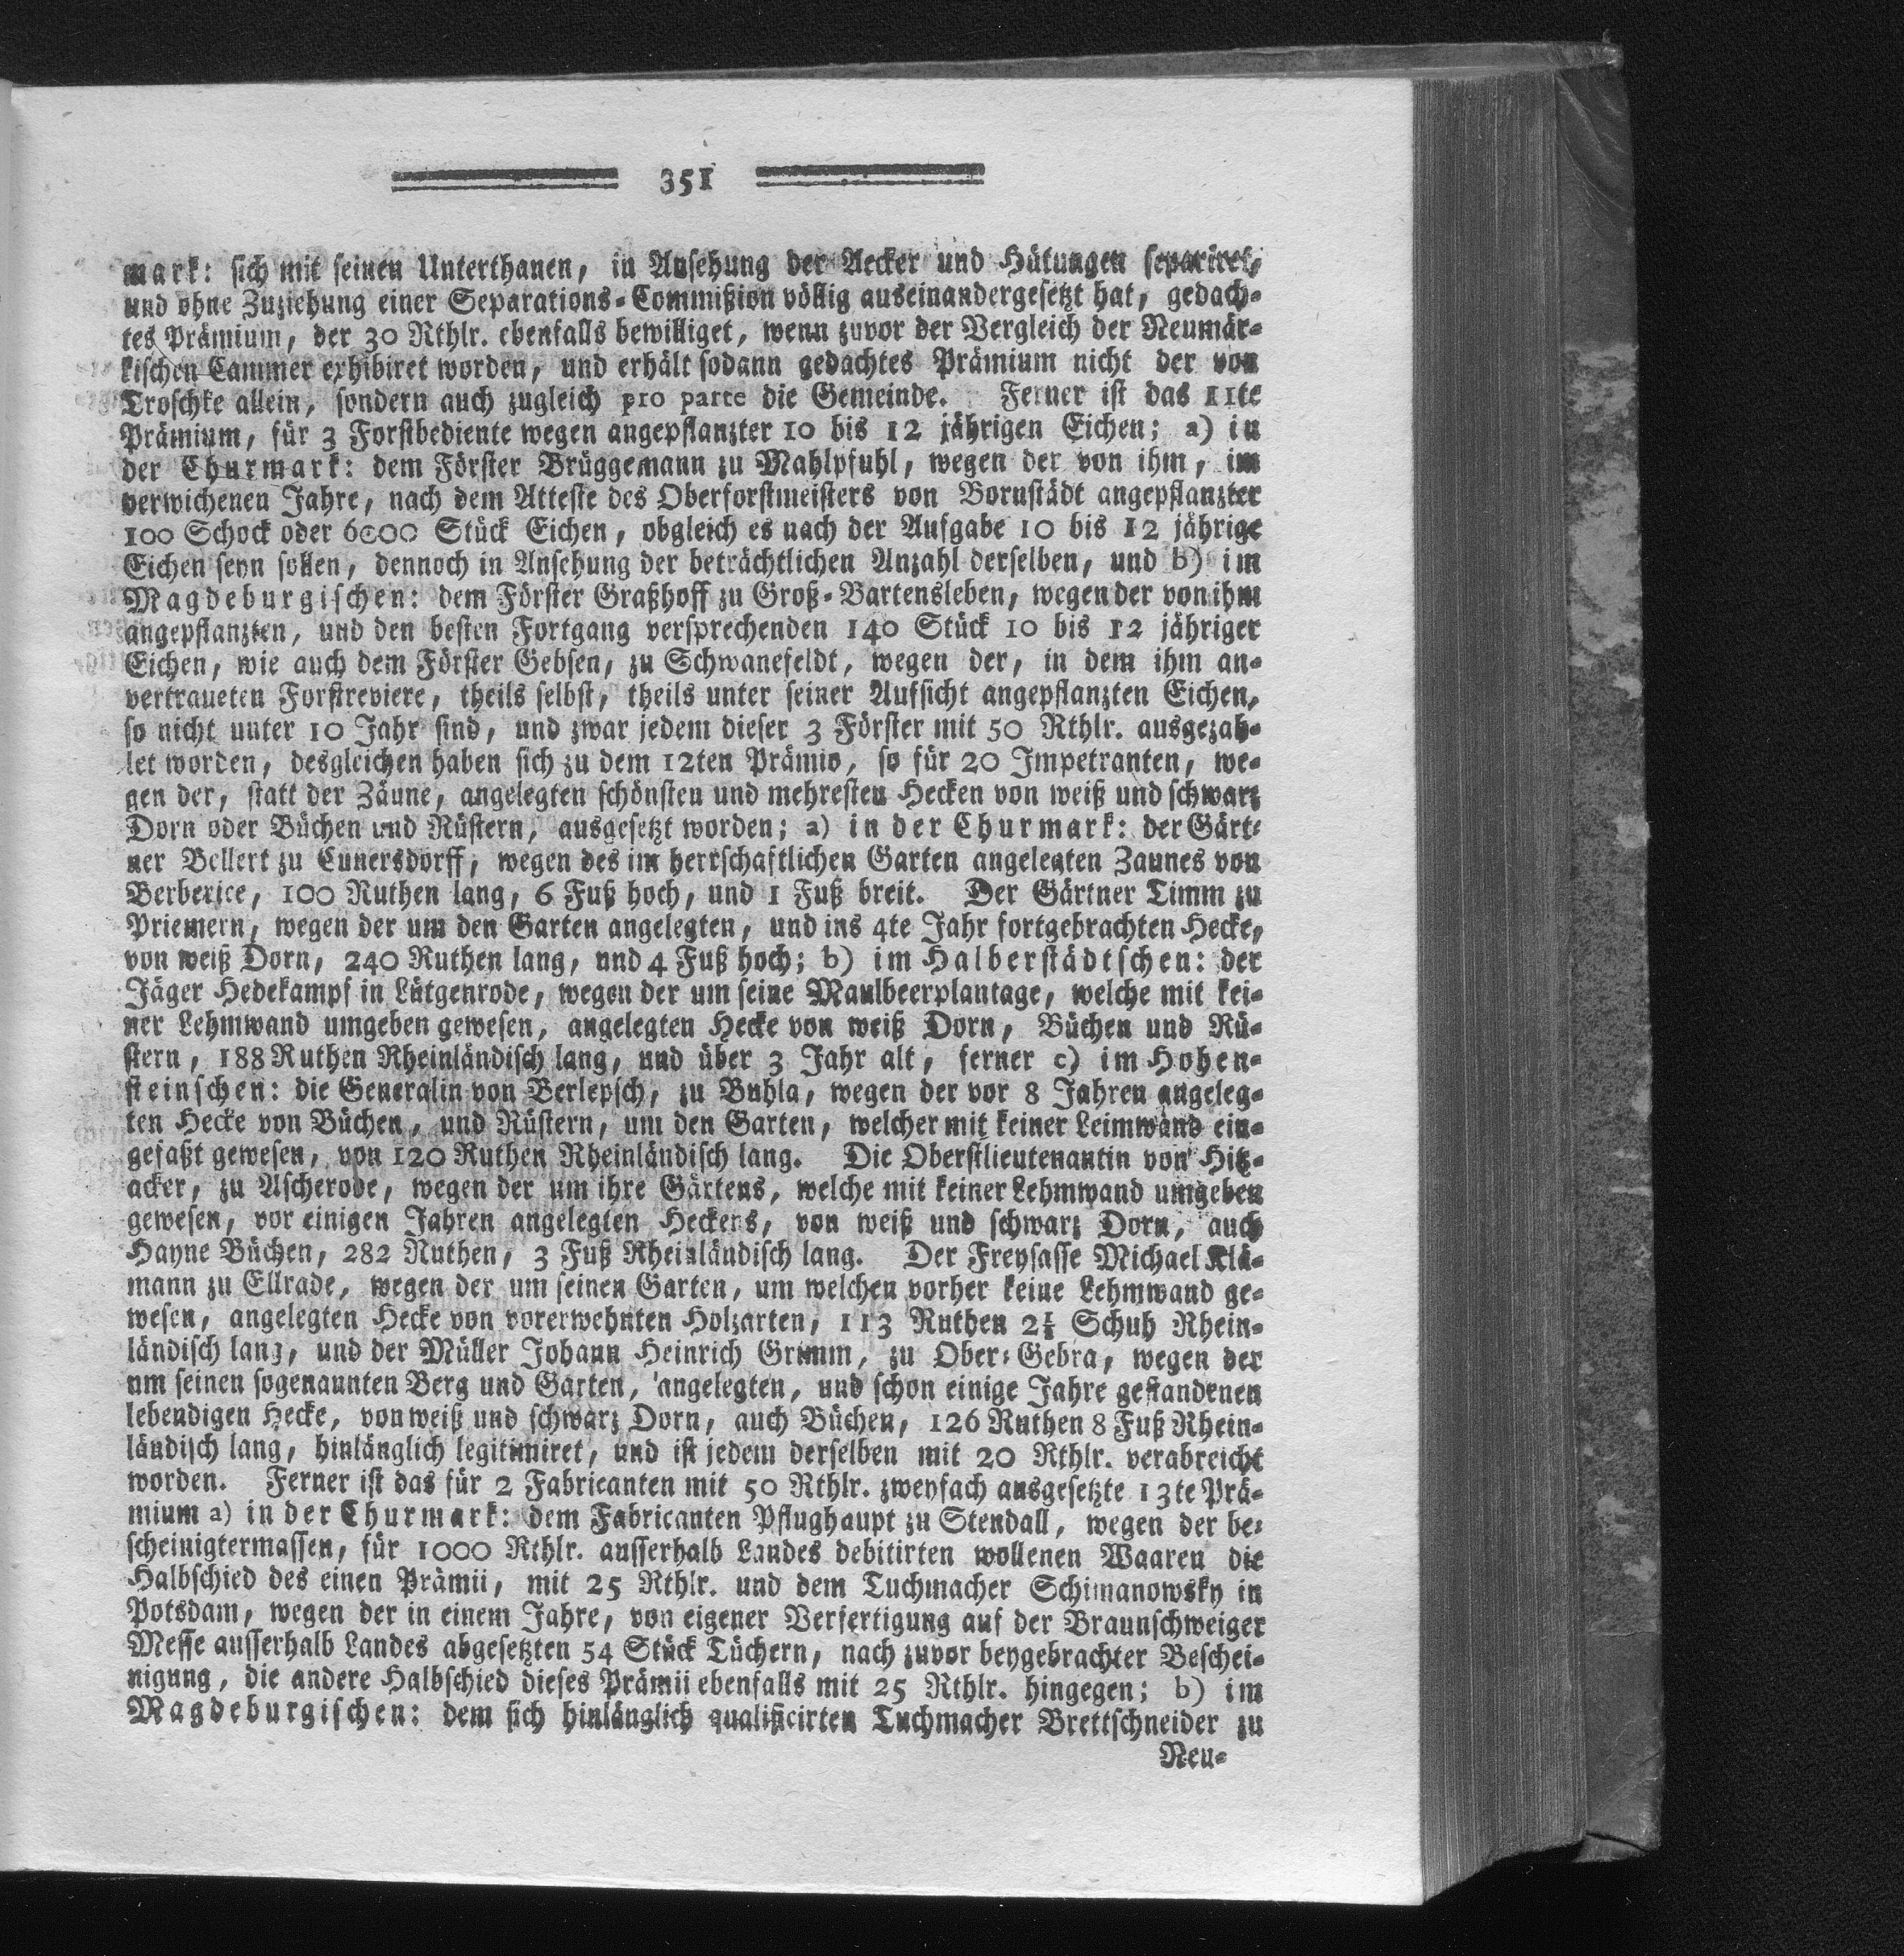 351
mark: sich mit seinen Unterthanen, in Ansehung der Aecker und Hütungen separiret,
und ohne Zuziehung einer Separations-Commißion völlig auseinandergesetzt hat, gedach-
tes Prämium, der 30 Rthlr. ebenfalls bewilliget, wenn zuvor der Vergleich der Neumär-
kischen Cammer exhibiret worden, und erhält sodann gedachtes Prämium nicht der von
Troschke allein, sondern auch zugleich pro parte die Gemeinde. Ferner ist das 11te
Prämium, für 3 Forstbediente wegen angepflanzter 10 bis 12 jährigen Eichen; a) in
der Churmark: dem Förster Brüggemann zu Mahlpfuhl, wegen der von ihm, im
verwichenen Jahre, nach dem Atteste des Oberforstmeisters von Bornstädt angepflanzter
100 Schock oder 6000 Stück Eichen, obgleich es nach der Aufgabe 10 bis 12 jährige
Eichen seyn sollen, dennoch in Ansehung der beträchtlichen Anzahl derselben, und b) im
Magdeburgischen: dem Förster Graßhoff zu Groß-Bartensleben, wegen der von ihm
angepflanzten, und den besten Fortgang versprechenden 140 Stück 10 bis 12 jähriger
Eichen, wie auch dem Förster Gebsen, zu Schwanefeldt, wegen der, in dem ihm an-
vertraueten Forstreviere, theils selbst, theils unter seiner Aufsicht angepflanzten Eichen,
so nicht unter 10 Jahr sind, und zwar jedem dieser 3 Förster mit 50 Rthlr. ausgezah-
let worden, desgleichen haben sich zu dem 12ten Prämio, so für 20 Impetranten, we-
gen der, statt der Zäune, angelegten schönsten und mehresten Hecken von weiß und schwarz
Dorn oder Büchen und Rüstern, ausgesetzt worden; a) in der Churmark: der Gärt-
ner Bellert zu Cunersdorff, wegen des im herrschaftlichen Garten angelegten Zaunes von
Berberice, 100 Ruthen lang, 6 Fuß hoch, und 1 Fuß breit. Der Gärtner Timm zu
Priemern, wegen der um den Garten angelegten, und ins 4te Jahr fortgebrachten Hecke,
von weiß Dorn, 240 Ruthen lang, und 4 Fuß hoch; b) im Halberstädtschen: der
Jäger Hedekampf in Lütgenrode, wegen der um seine Maulbeerplantage, welche mit kei-
ner Lehmwand umgeben gewesen, angelegten Hecke von weiß Dorn, Büchen und Rü-
stern, 188 Ruthen Rheinländisch lang, und über 3 Jahr alt, ferner c) im Hohen-
steinschen: die Generalin von Berlepsch, zu Buhla, wegen der vor 8 Jahren angeleg-
ten Hecke von Büchen, und Rüstern, um den Garten, welcher mit keiner Leimwand ein-
gefaßt gewesen, von 120 Ruthen Rheinländisch lang. Die Oberstlieutenantin von Hitz-
acker, zu Ascherode, wegen der um ihre Gärtens, welche mit keiner Lehmwand umgeben
gewesen, vor einigen Jahren angelegten Heckens, von weiß und schwarz Dorn, auch
Hayne Büchen, 282 Ruthen, 3 Fuß Rheinländisch lang. Der Freysasse Michael Klä-
mann zu Ellrade, wegen der um seinen Garten, um welchen vorher keine Lehmwand ge-
wesen, angelegten Hecke von vorerwehnten Holzarten, 113 Ruthen 2½ Schuh Rhein-
ländisch lang, und der Müller Johann Heinrich Grimm, zu Ober-Gebra, wegen der
um seinen sogenannten Berg und Garten, angelegten, und schon einige Jahre gestandenen
lebendigen Hecke, von weiß und schwarz Dorn, auch Büchen, 126 Ruthen 8 Fuß Rhein-
ländisch lang, hinlänglich legitimiret, und ist jedem derselben mit 20 Rthlr. verabreicht
worden. Ferner ist das für 2 Fabricanten mit 50 Rthlr. zweyfach ausgesetzte 13te Prä-
mium a) in der Churmark: dem Fabricanten Pflughaupt zu Stendall, wegen der be-
scheinigtermassen, für 1000 Rthlr. ausserhalb Landes debitirten wollenen Waaren die
Halbschied des einen Prämii, mit 25 Rthlr. und dem Tuchmacher Schimanowsky in
Potsdam, wegen der in einem Jahre, von eigener Verfertigung auf der Braunschweiger
Messe ausserhalb Landes abgesetzten 54 Stück Tüchern, nach zuvor beygebrachter Beschei-
nigung, die andere Halbschied dieses Prämii ebenfalls mit 25 Rthlr. hingegen; b) im
Magdeburgischen: dem sich hinlänglich qualificirten Tuchmacher Brettschneider zu
Neu-